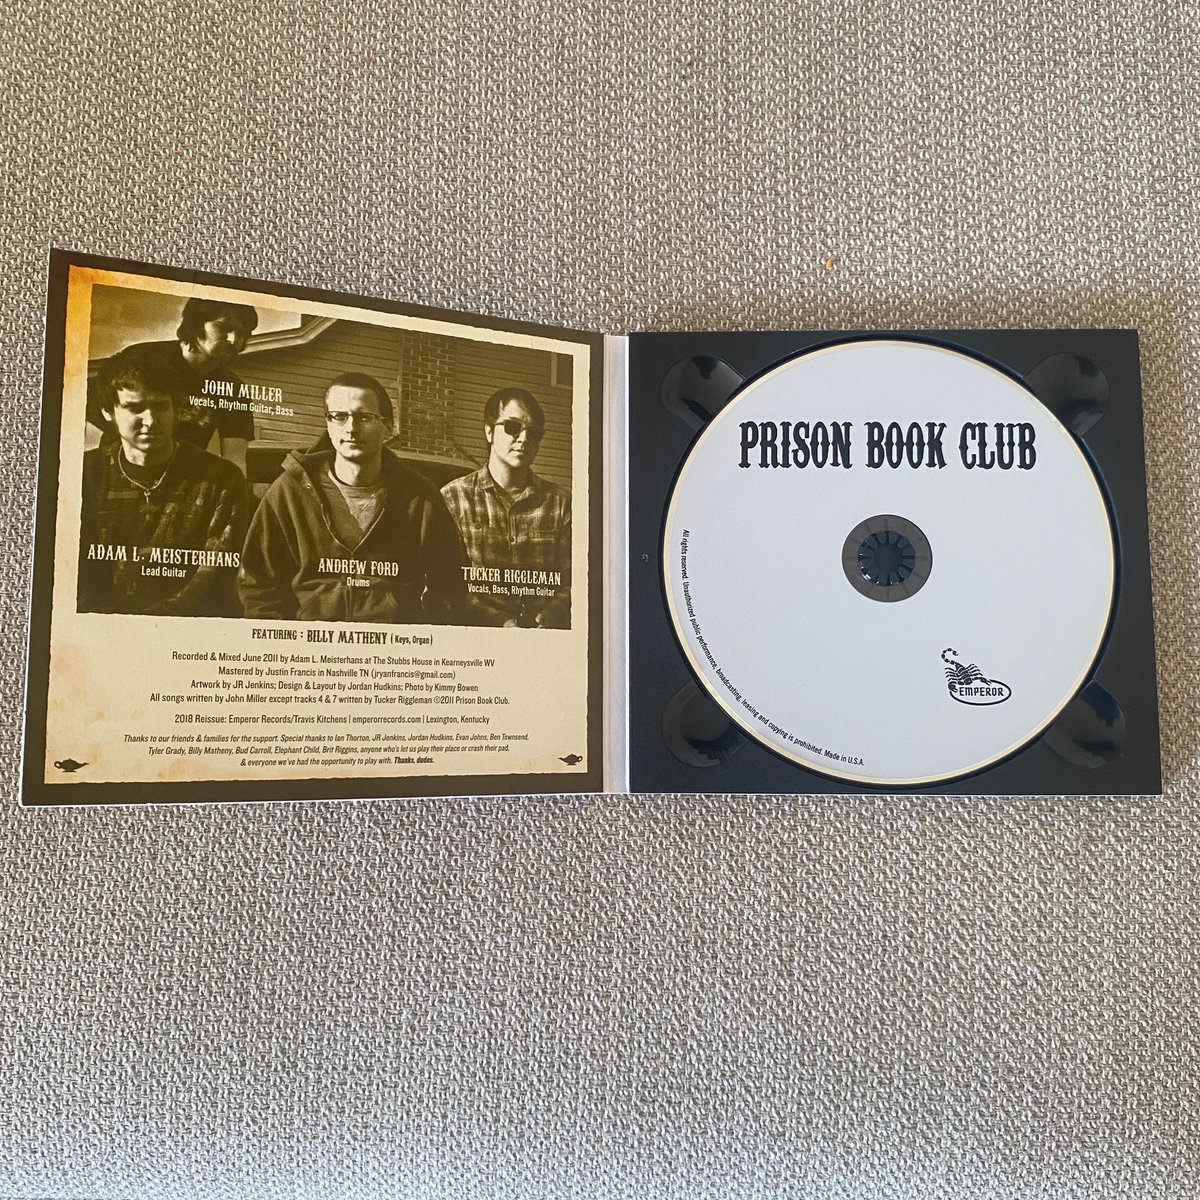 JOHN MILLER
Vocals, Rhythm Guitar, Bass
ADAM L. MEISTERHANS
Lead Guitar
ANDREW FORD
Drums
TUCKER RIGGLEMAN
Vocals, Bass, Rhythm Guitar
FEATURING : BILLY MATHENY (Keys, Organ)
Recorded & Mixed June 2011 by Adam L. Meisterhans at The Stubbs House in Kearneysville WV
Mastered by Justin Francis in Nashville TN (jryanfrancis@gmail.com)
Artwork by JR Jenkins; Design & Layout by Jordan Hudkins; Photo by Kimmy Bowen
All songs written by John Miller except tracks 4 & 7 written by Tucker Riggleman ©2011 Prison Book Club.
2018 Reissue: Emperor Records/Travis Kitchens | emperorrecords.com | Lexington, Kentucky
Thanks to our friends & families for the support. Special thanks to Ian Thorton, JR Jenkins, Jordan Hudkins, Evan Johns, Ben Townsend,
Tyler Grady, Billy Matheny, Bud Carroll, Elephant Child, Brit Riggins, anyone who's let us play their place or crash their pad,
& everyone we've had the opportunity to play with. Thanks, dudes.
PRISON BOOK CLUB
EMPEROR
All rights reserved. Unauthorized public performance, broadcasting, leasing and copying is prohibited. Made in U.S.A.